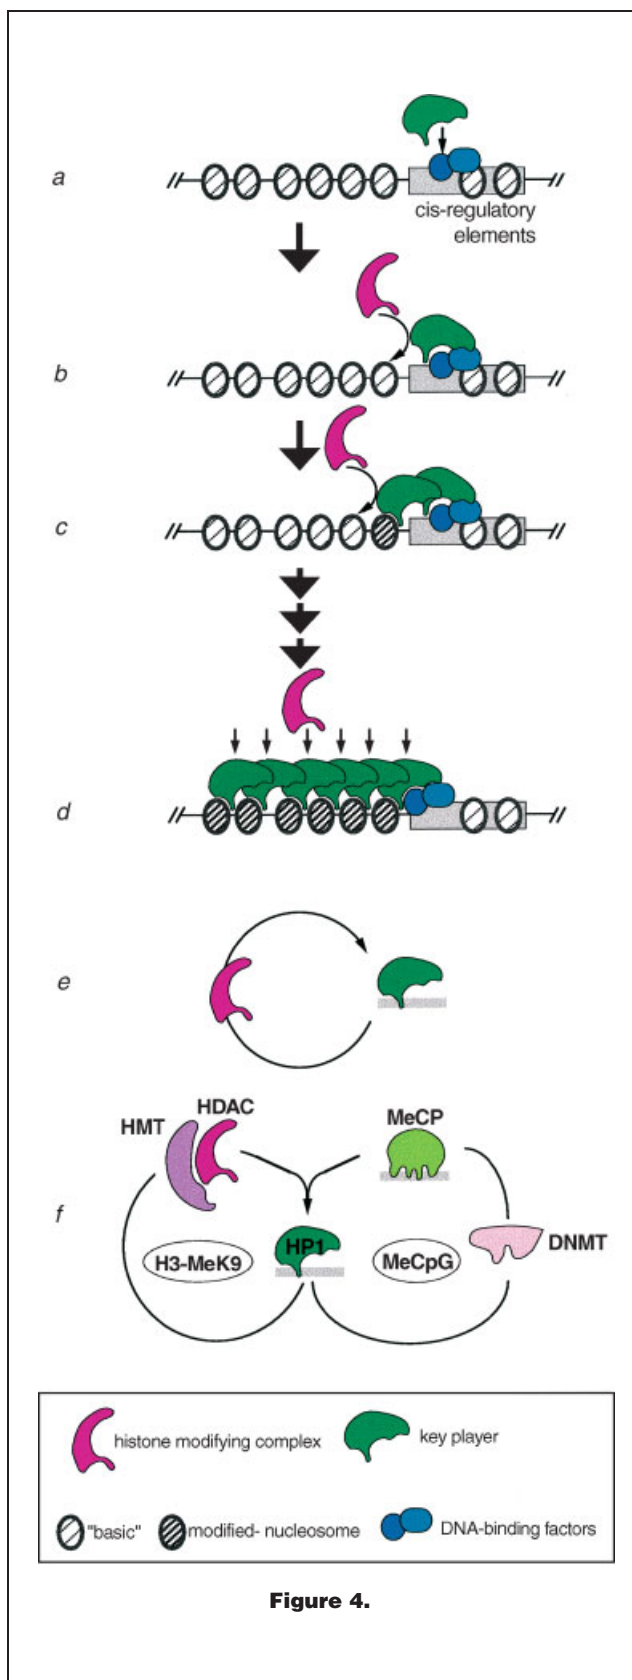 a
cis-regulatory
elements
b
c
d
e
HDAC
HMT
MeCP
f
HP1
DNMT
H3-MeK9
MeCpG
histone modifying complex
key player
"basic"
modified- nucleosome
DNA-binding factors
Figure 4.